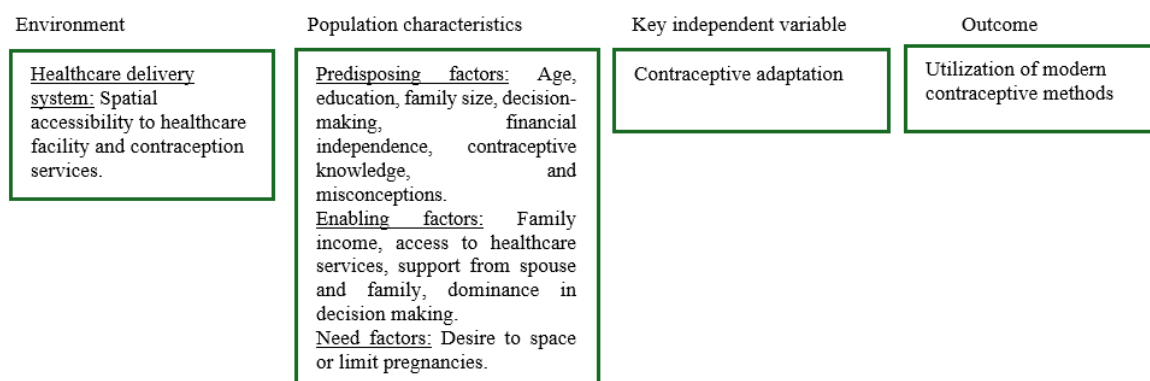 Environment
Healthcare delivery
system: Spatial
accessibility to healthcare
facility and contraception
services.
Population characteristics
Predisposing factors: Age,
education, family size, decision-
making, financial
independence, contraceptive
knowledge, and
misconceptions.
Enabling factors: Family
income, access to healthcare
services, support from spouse
and family, dominance in
decision making.
Need factors: Desire to space
or limit pregnancies.
Key independent variable
Contraceptive adaptation
Outcome
Utilization of modern
contraceptive methods